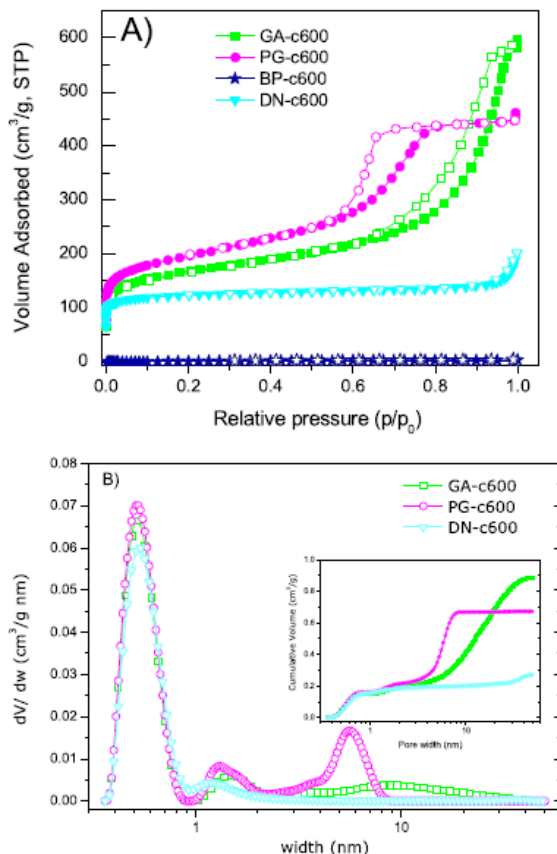 A)
GA-c600
PG-c600
BP-c600
DN-c600
Volume Adsorbed (cm³/g, STP)
600
500
400
300
200
100
0
0.0 0.2 0.4 0.6 0.8 1.0
Relative pressure (p/p₀)
B)
GA-c600
PG-c600
DN-c600
dV/ dw (cm³/g nm)
0.08
0.07
0.06
0.05
0.04
0.03
0.02
0.01
0.00
1 10
width (nm)
Cumulative Volume (cm³/g)
1.0
0.8
0.6
0.4
0.2
0.0
1 10
Pore width (nm)